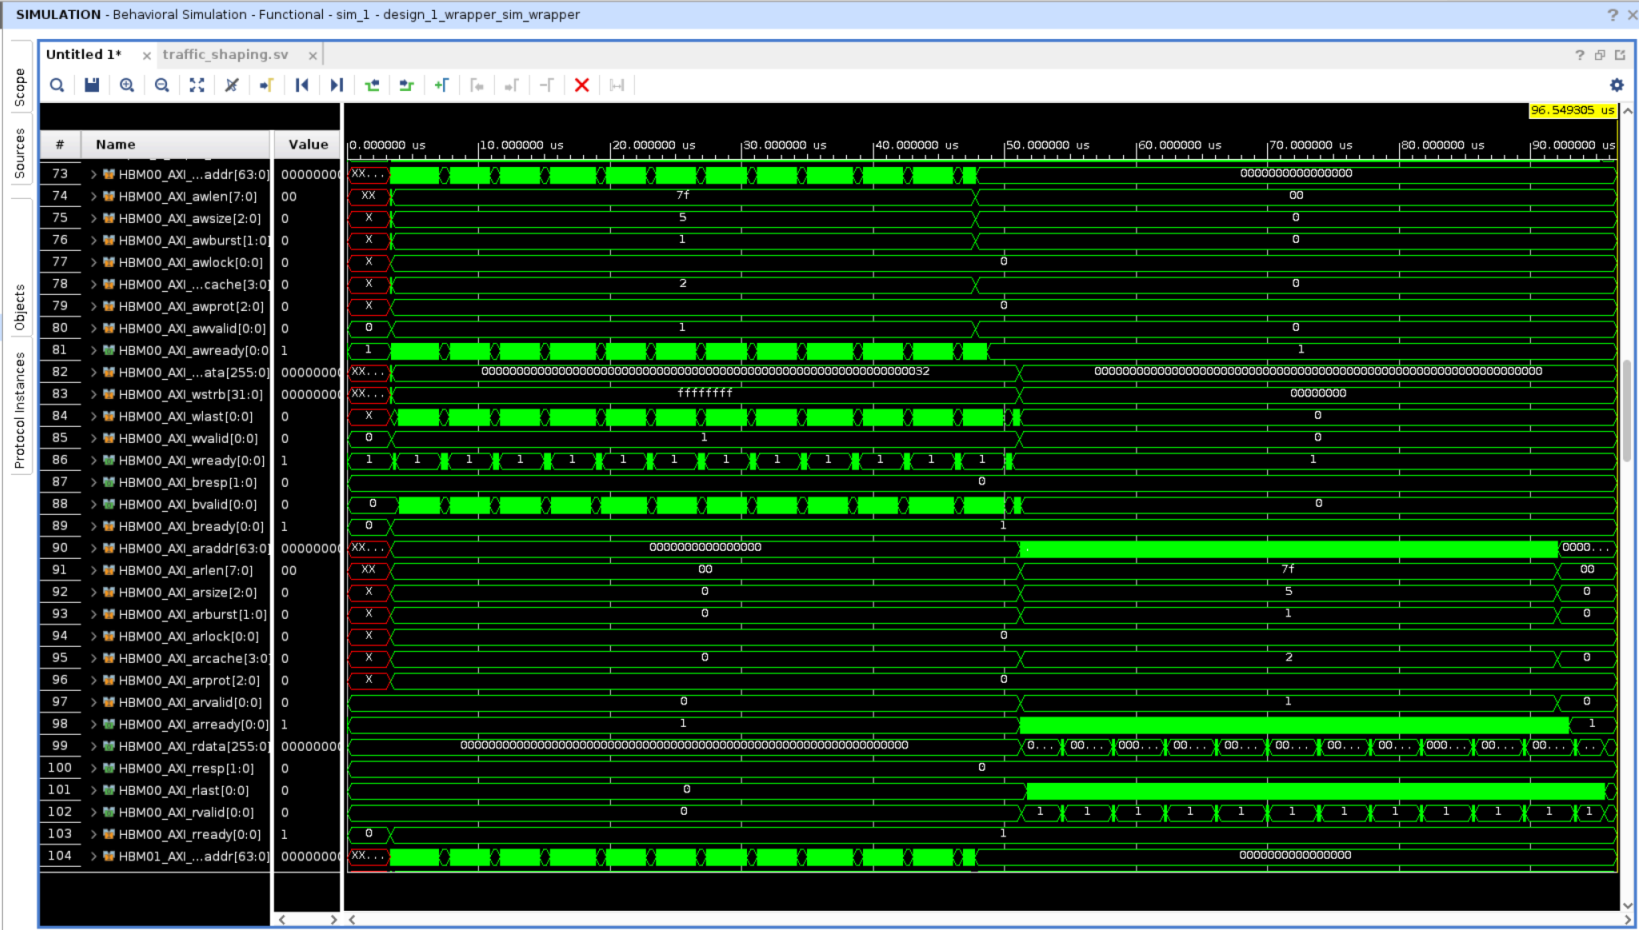 SIMULATION - Behavioral Simulation - Functional - sim_1 - design_1_wrapper_sim_wrapper
? ×
Scope
Sources
Objects
Protocol Instances
Untitled 1* × traffic_shaping.sv ×
96.549305 us
# Name Value
0.000000 us 10.000000 us 20.000000 us 30.000000 us 40.000000 us 50.000000 us 60.000000 us 70.000000 us 80.000000 us 90.000000 us
73 HBM00_AXI_...addr[63:0] 00000000 XX... 0000000000000000
74 HBM00_AXI_awlen[7:0] 00 XX 7f 00
75 HBM00_AXI_awsize[2:0] 0 X 5 0
76 HBM00_AXI_awburst[1:0] 0 X 1 0
77 HBM00_AXI_awlock[0:0] 0 X 0
78 HBM00_AXI_...cache[3:0] 0 X 2 0
79 HBM00_AXI_awprot[2:0] 0 X 0
80 HBM00_AXI_awvalid[0:0] 0 0 1 0
81 HBM00_AXI_awready[0:0 1 1 1
82 HBM00_AXI_...ata[255:0] 00000000 XX... 0000000000000000000000000000000000000000000000000000000000000032 0000000000000000000000000000000000000000000000000000000000000000
83 HBM00_AXI_wstrb[31:0] 00000000 XX... ffffffff 00000000
84 HBM00_AXI_wlast[0:0] 0 X 0
85 HBM00_AXI_wvalid[0:0] 0 0 1 0
86 HBM00_AXI_wready[0:0] 1 1 1 1 1 1 1 1 1 1 1 1 1 1 1
87 HBM00_AXI_bresp[1:0] 0 0
88 HBM00_AXI_bvalid[0:0] 0 0 0
89 HBM00_AXI_bready[0:0] 1 0 1
90 HBM00_AXI_araddr[63:0] 00000000 XX... 0000000000000000 0000...
91 HBM00_AXI_arlen[7:0] 00 XX 00 7f 00
92 HBM00_AXI_arsize[2:0] 0 X 0 5 0
93 HBM00_AXI_arburst[1:0] 0 X 0 1 0
94 HBM00_AXI_arlock[0:0] 0 X 0
95 HBM00_AXI_arcache[3:0 0 X 0 2 0
96 HBM00_AXI_arprot[2:0] 0 X 0
97 HBM00_AXI_arvalid[0:0] 0 0 1 0
98 HBM00_AXI_arready[0:0] 1 1 1
99 HBM00_AXI_rdata[255:0] 00000000 0000000000000000000000000000000000000000000000000000000000000000 0... 00... 000... 00... 00... 00... 00... 00... 000... 00... 00... ..
100 HBM00_AXI_rresp[1:0] 0 0
101 HBM00_AXI_rlast[0:0] 0 0
102 HBM00_AXI_rvalid[0:0] 0 0 1 1 1 1 1 1 1 1 1 1 1 1
103 HBM00_AXI_rready[0:0] 1 0 1
104 HBM01_AXI_...addr[63:0] 00000000 XX... 0000000000000000